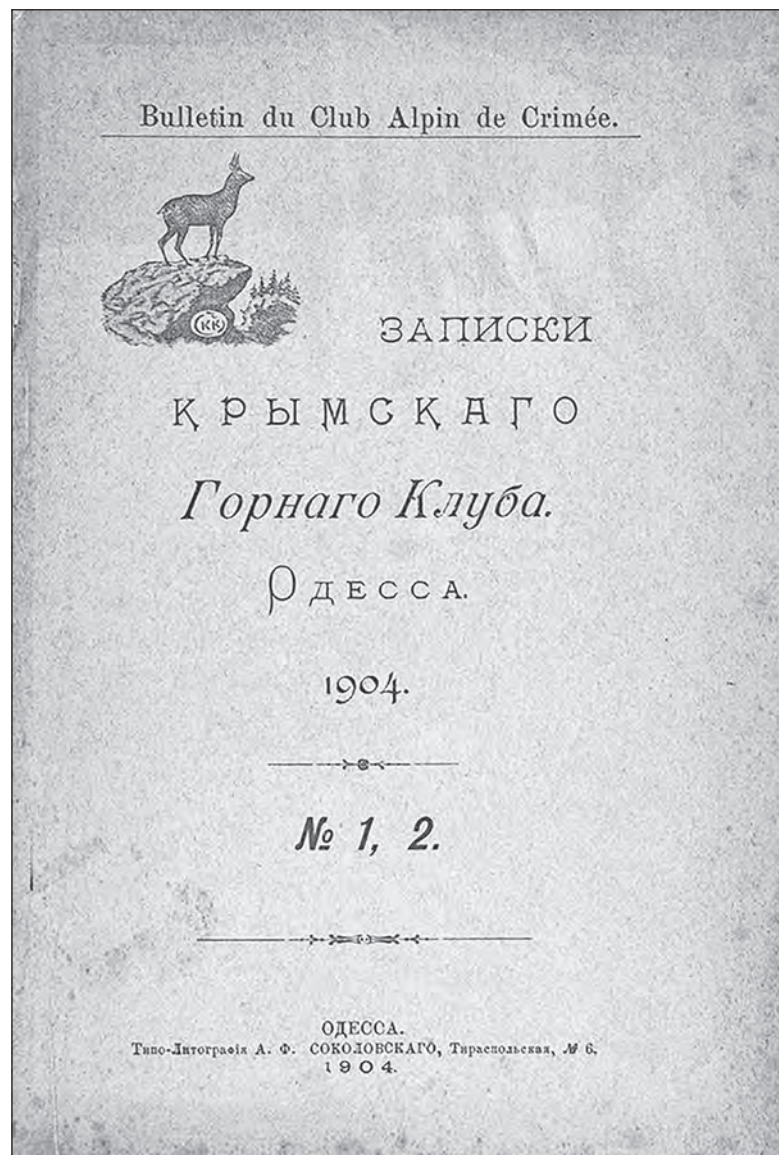 Bulletin du Club Alpin de Crimée.
КК
ЗАПИСКИ
КРЫМСКАГО
Горнаго Клуба.
Одесса.
1904.
№ 1, 2.
ОДЕССА.
Типо-Литографія А. Ф. СОКОЛОВСКАГО, Тираспольская, № 6.
1904.